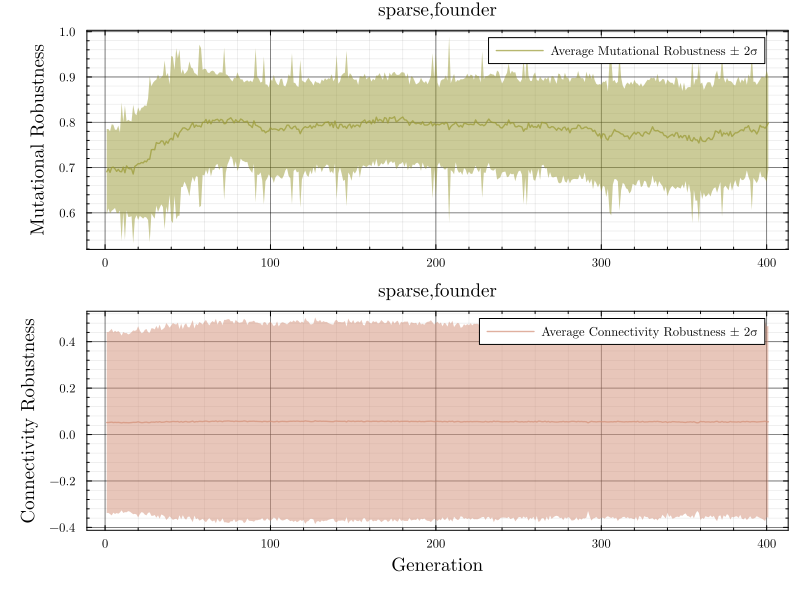 sparse,founder
Average Mutational Robustness ± 2σ
Mutational Robustness
1.0
0.9
0.8
0.7
0.6
0 100 200 300 400
sparse,founder
Average Connectivity Robustness ± 2σ
Connectivity Robustness
0.4
0.2
0.0
−0.2
−0.4
0 100 200 300 400
Generation